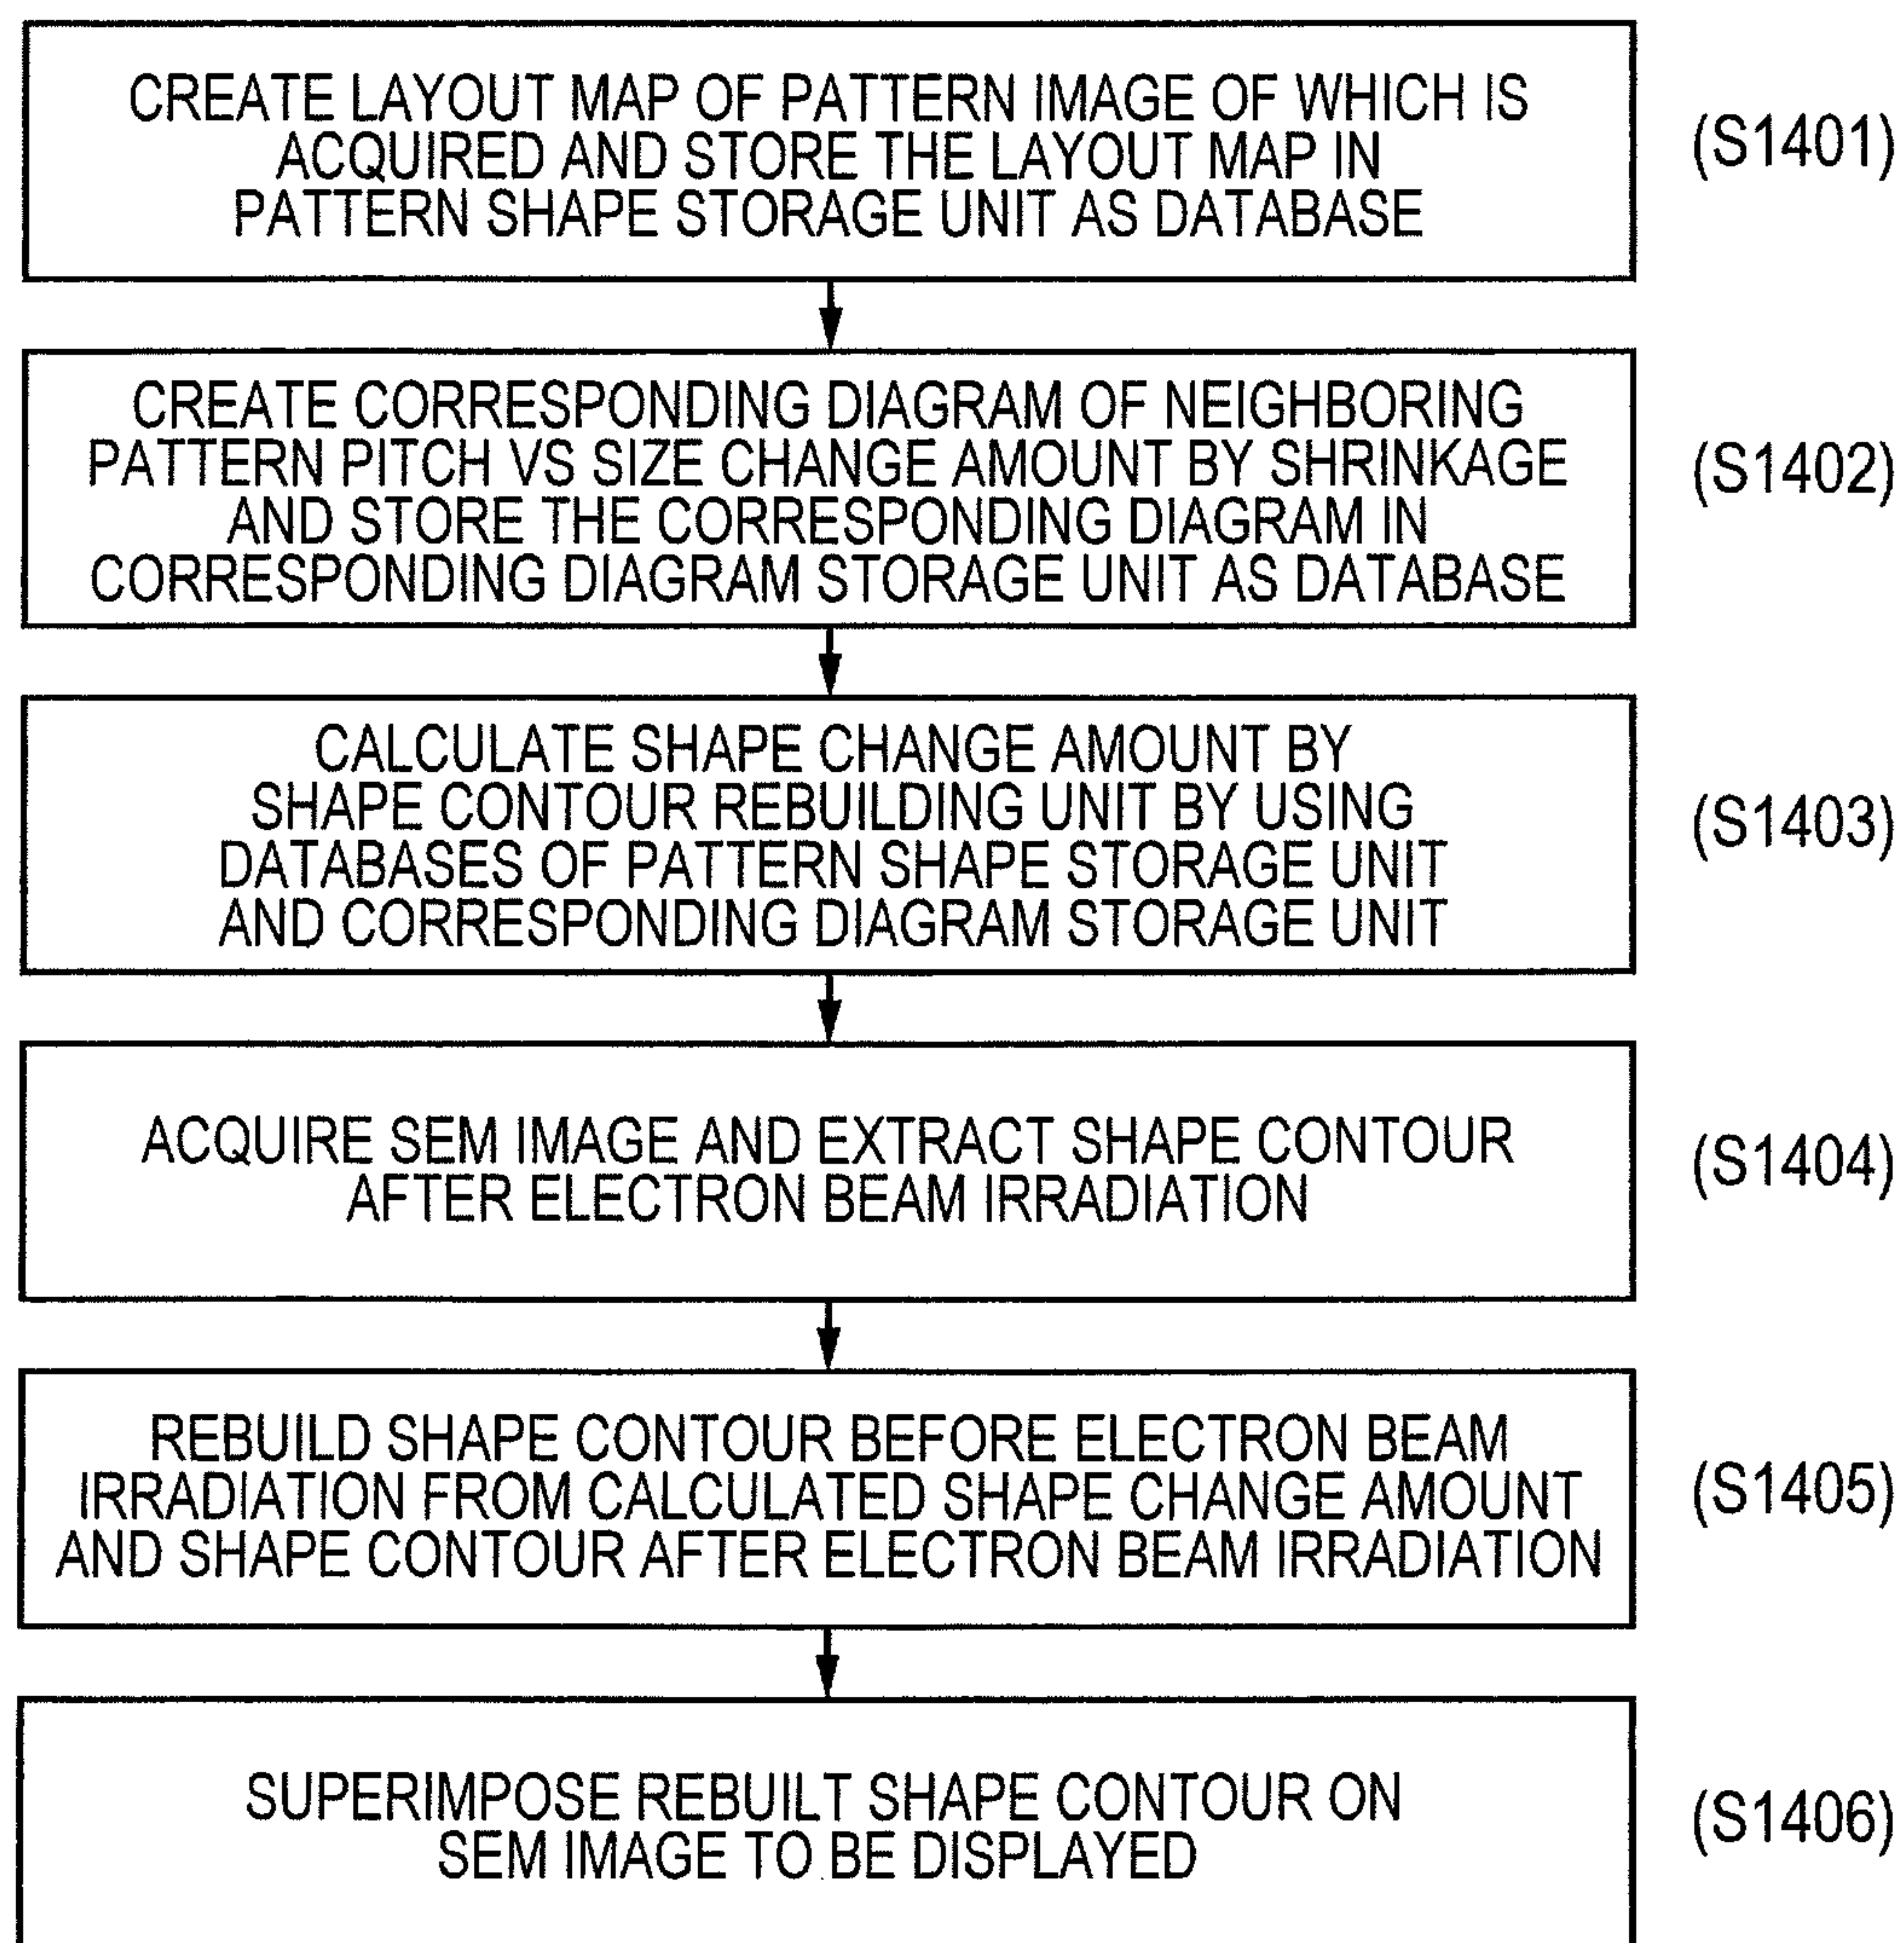 CREATE LAYOUT MAP OF PATTERN IMAGE OF WHICH IS
ACQUIRED AND STORE THE LAYOUT MAP IN
PATTERN SHAPE STORAGE UNIT AS DATABASE
(S1401)
CREATE CORRESPONDING DIAGRAM OF NEIGHBORING
PATTERN PITCH VS SIZE CHANGE AMOUNT BY SHRINKAGE
AND STORE THE CORRESPONDING DIAGRAM IN
CORRESPONDING DIAGRAM STORAGE UNIT AS DATABASE
(S1402)
CALCULATE SHAPE CHANGE AMOUNT BY
SHAPE CONTOUR REBUILDING UNIT BY USING
DATABASES OF PATTERN SHAPE STORAGE UNIT
AND CORRESPONDING DIAGRAM STORAGE UNIT
(S1403)
ACQUIRE SEM IMAGE AND EXTRACT SHAPE CONTOUR
AFTER ELECTRON BEAM IRRADIATION
(S1404)
REBUILD SHAPE CONTOUR BEFORE ELECTRON BEAM
IRRADIATION FROM CALCULATED SHAPE CHANGE AMOUNT
AND SHAPE CONTOUR AFTER ELECTRON BEAM IRRADIATION
(S1405)
SUPERIMPOSE REBUILT SHAPE CONTOUR ON
SEM IMAGE TO BE DISPLAYED
(S1406)